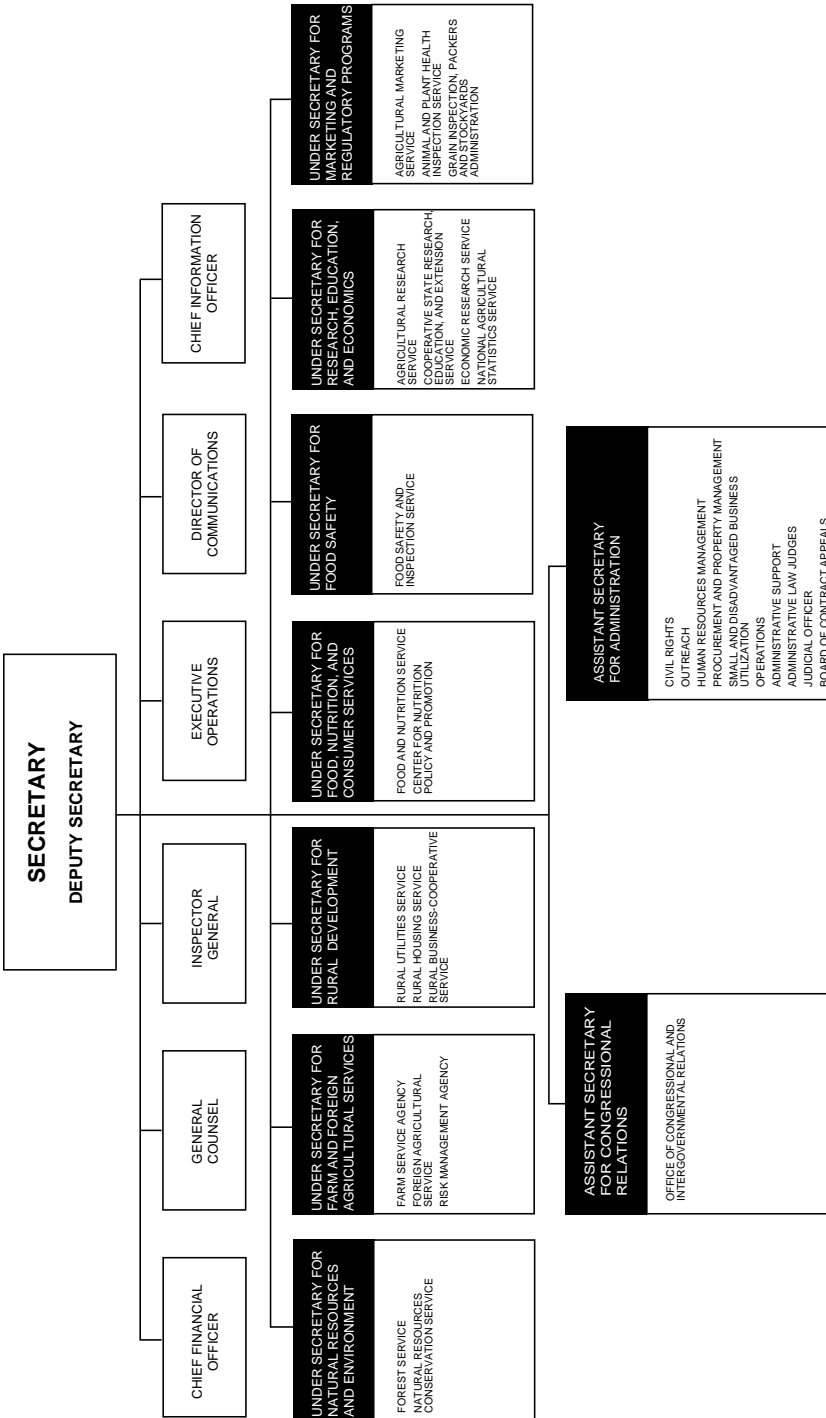 SECRETARY
DEPUTY SECRETARY
CHIEF FINANCIAL
OFFICER
GENERAL
COUNSEL
INSPECTOR
GENERAL
EXECUTIVE
OPERATIONS
DIRECTOR OF
COMMUNICATIONS
CHIEF INFORMATION
OFFICER
UNDER SECRETARY FOR
NATURAL RESOURCES
AND ENVIRONMENT
FOREST SERVICE
NATURAL RESOURCES
CONSERVATION SERVICE
UNDER SECRETARY FOR
FARM AND FOREIGN
AGRICULTURAL SERVICES
FARM SERVICE AGENCY
FOREIGN AGRICULTURAL
SERVICE
RISK MANAGEMENT AGENCY
UNDER SECRETARY FOR
RURAL DEVELOPMENT
RURAL UTILITIES SERVICE
RURAL HOUSING SERVICE
RURAL BUSINESS-COOPERATIVE
SERVICE
UNDER SECRETARY FOR
FOOD, NUTRITION, AND
CONSUMER SERVICES
FOOD AND NUTRITION SERVICE
CENTER FOR NUTRITION
POLICY AND PROMOTION
UNDER SECRETARY FOR
FOOD SAFETY
FOOD SAFETY AND
INSPECTION SERVICE
UNDER SECRETARY FOR
RESEARCH, EDUCATION,
AND ECONOMICS
AGRICULTURAL RESEARCH
SERVICE
COOPERATIVE STATE RESEARCH,
EDUCATION, AND EXTENSION
SERVICE
ECONOMIC RESEARCH SERVICE
NATIONAL AGRICULTURAL
STATISTICS SERVICE
UNDER SECRETARY FOR
MARKETING AND
REGULATORY PROGRAMS
AGRICULTURAL MARKETING
SERVICE
ANIMAL AND PLANT HEALTH
INSPECTION SERVICE
GRAIN INSPECTION, PACKERS
AND STOCKYARDS
ADMINISTRATION
ASSISTANT SECRETARY
FOR CONGRESSIONAL
RELATIONS
OFFICE OF CONGRESSIONAL AND
INTERGOVERNMENTAL RELATIONS
ASSISTANT SECRETARY
FOR ADMINISTRATION
CIVIL RIGHTS
OUTREACH
HUMAN RESOURCES MANAGEMENT
PROCUREMENT AND PROPERTY MANAGEMENT
SMALL AND DISADVANTAGED BUSINESS
UTILIZATION
OPERATIONS
ADMINISTRATIVE SUPPORT
ADMINISTRATIVE LAW JUDGES
JUDICIAL OFFICER
BOARD OF CONTRACT APPEALS